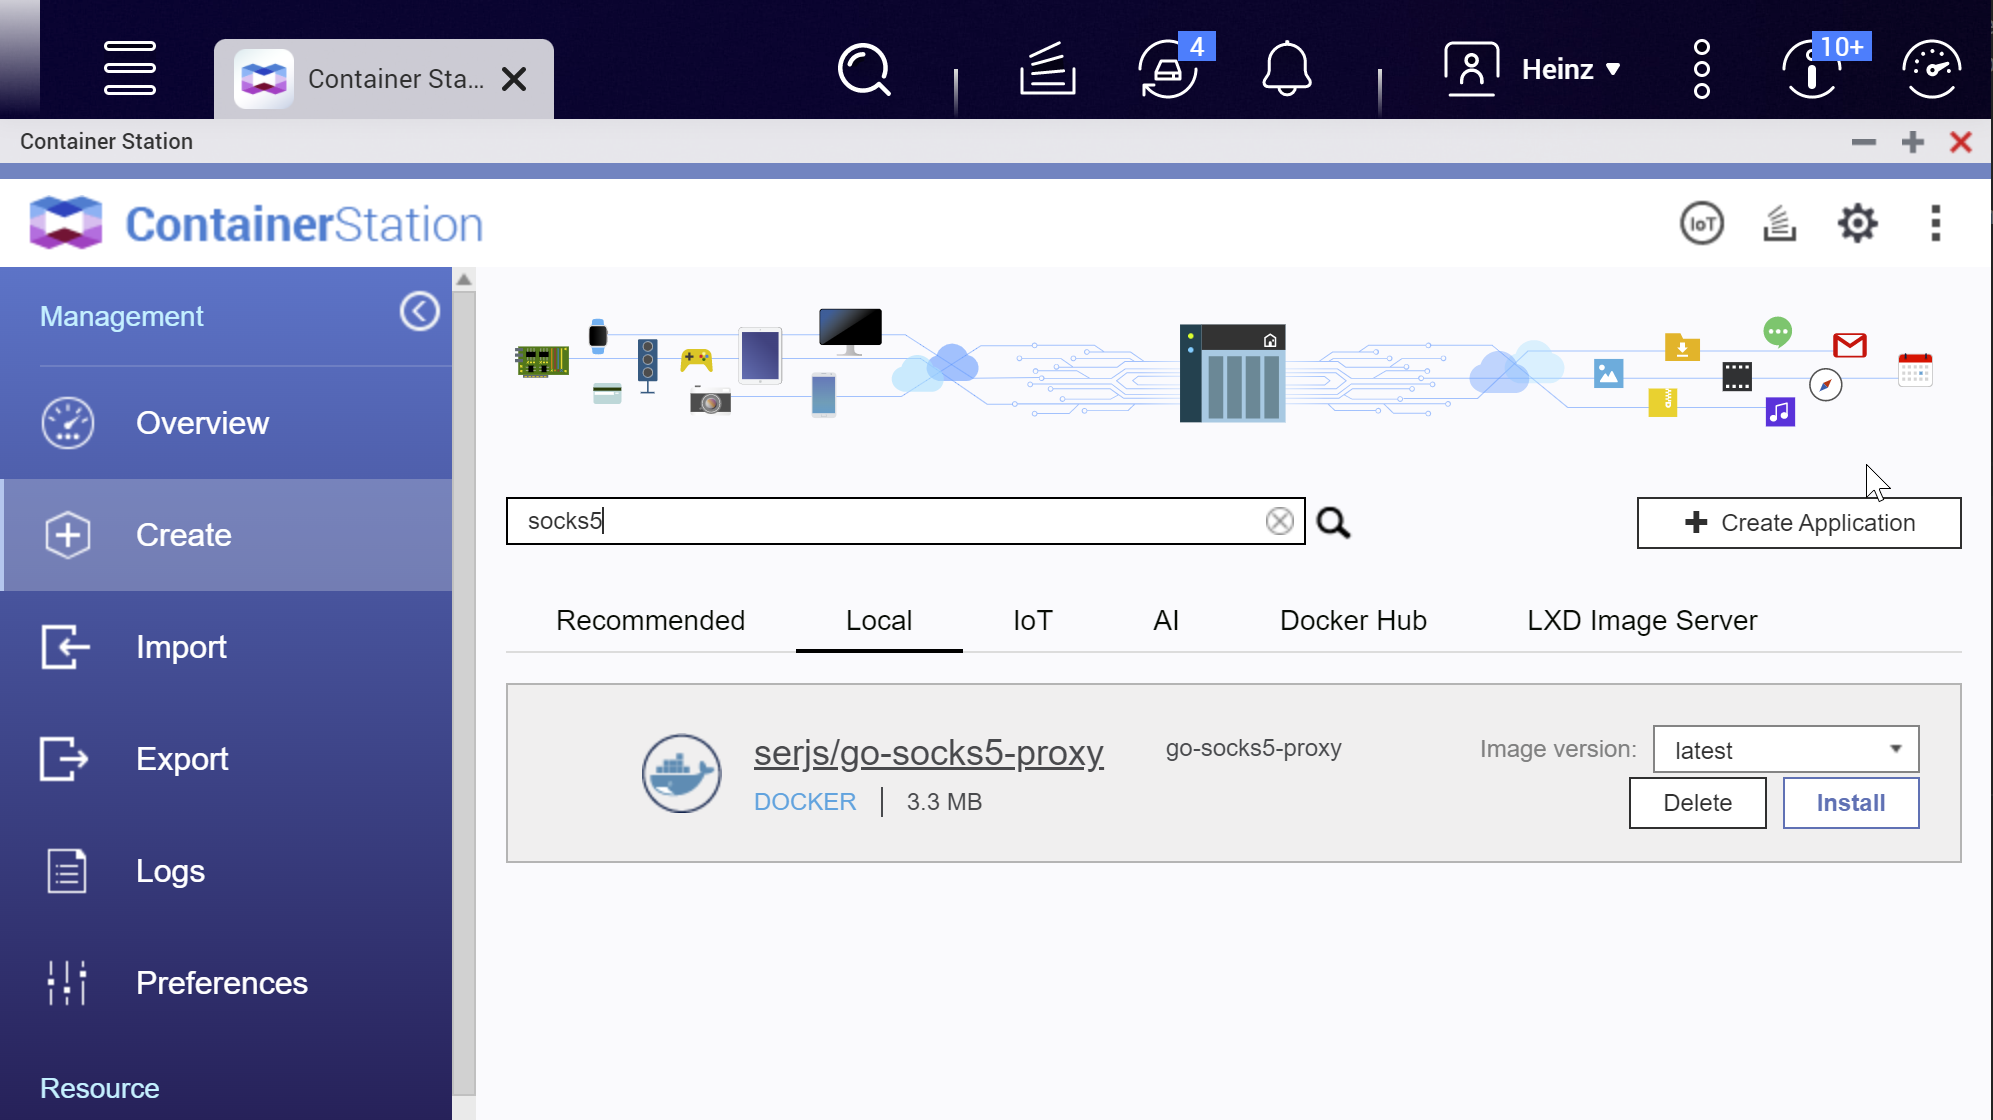 Container Sta...
4
Heinz
10+
Container Station
ContainerStation
IoT
Management
Overview
Create
Import
Export
Logs
Preferences
Resource
socks5
Create Application
Recommended
Local
IoT
AI
Docker Hub
LXD Image Server
serjs/go-socks5-proxy
DOCKER
3.3 MB
go-socks5-proxy
Image version:
latest
Delete
Install